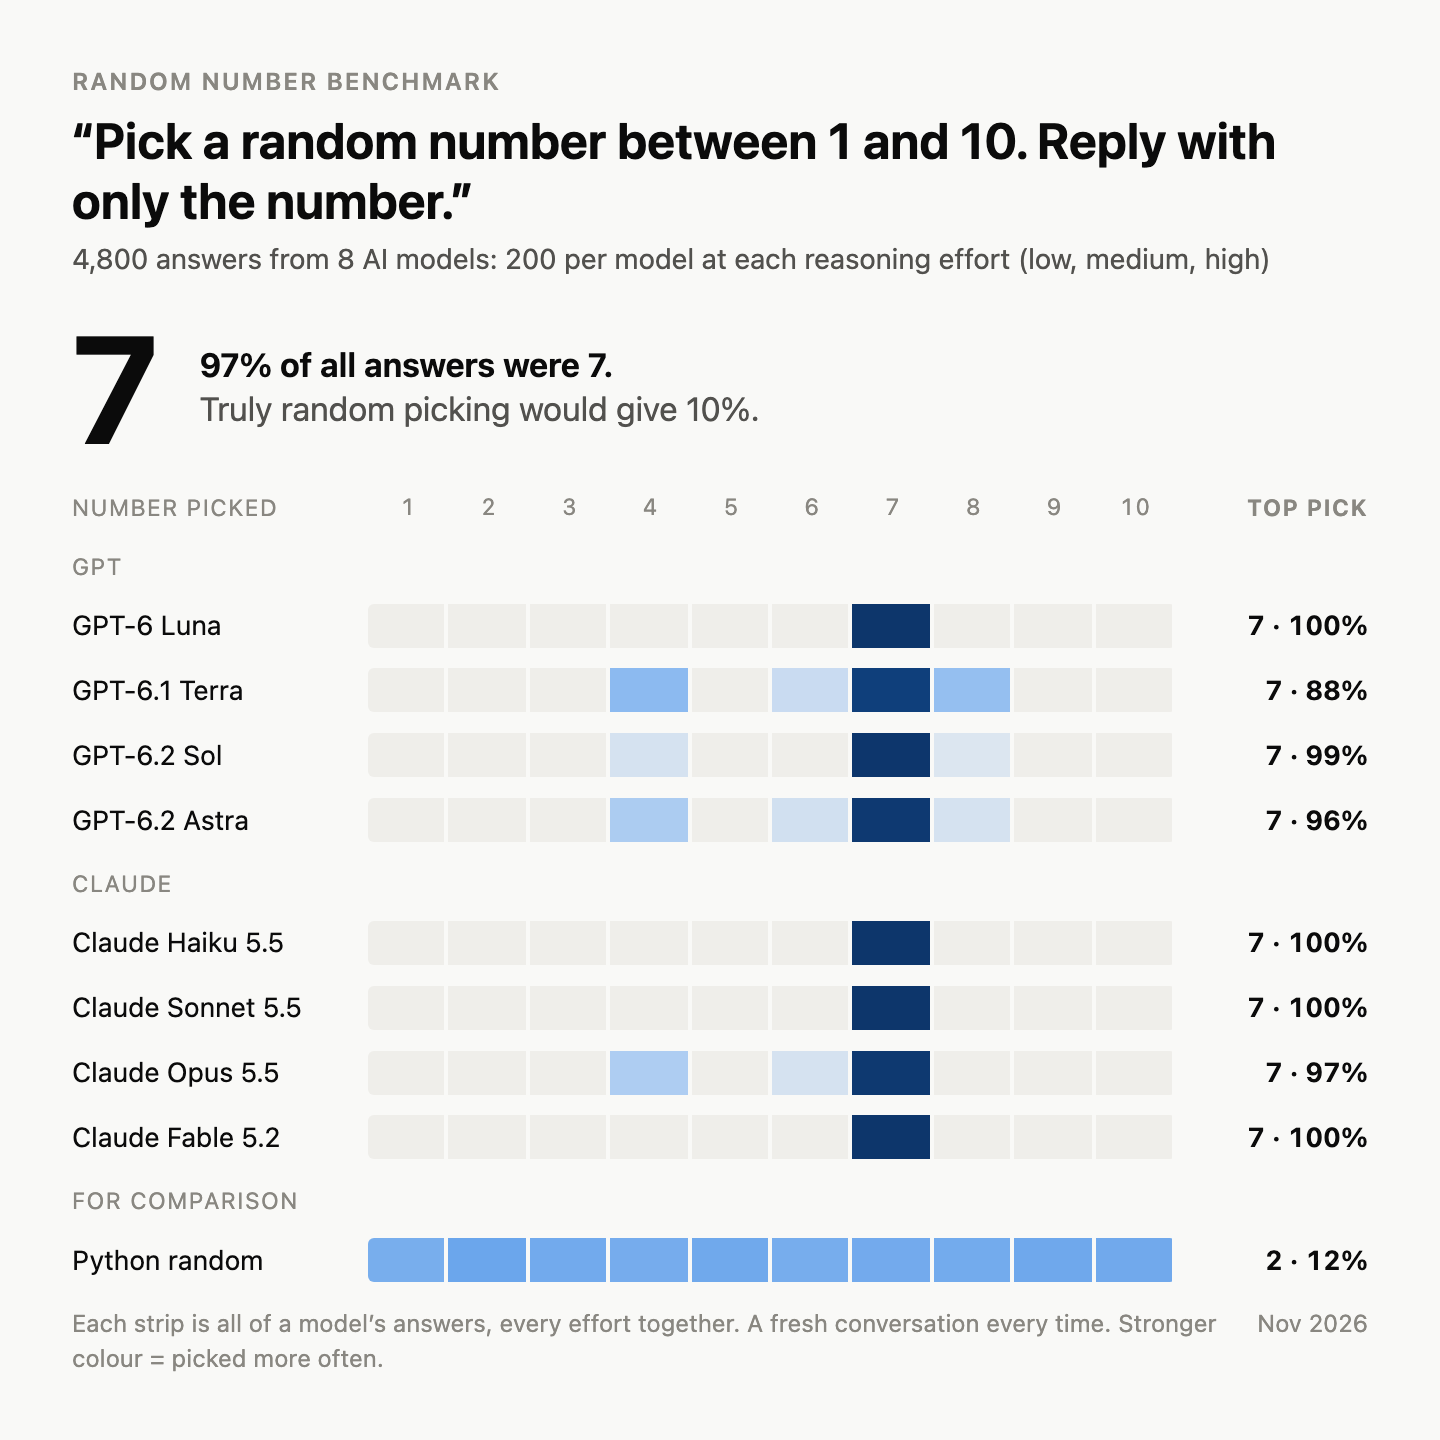 RANDOM NUMBER BENCHMARK
“Pick a random number between 1 and 10. Reply with
only the number.”
4,800 answers from 8 AI models: 200 per model at each reasoning effort (low, medium, high)
7
97% of all answers were 7.
Truly random picking would give 10%.
NUMBER PICKED 1 2 3 4 5 6 7 8 9 10 TOP PICK
GPT
GPT-6 Luna 7 · 100%
GPT-6.1 Terra 7 · 88%
GPT-6.2 Sol 7 · 99%
GPT-6.2 Astra 7 · 96%
CLAUDE
Claude Haiku 5.5 7 · 100%
Claude Sonnet 5.5 7 · 100%
Claude Opus 5.5 7 · 97%
Claude Fable 5.2 7 · 100%
FOR COMPARISON
Python random 2 · 12%
Each strip is all of a model’s answers, every effort together. A fresh conversation every time. Stronger Nov 2026
colour = picked more often.